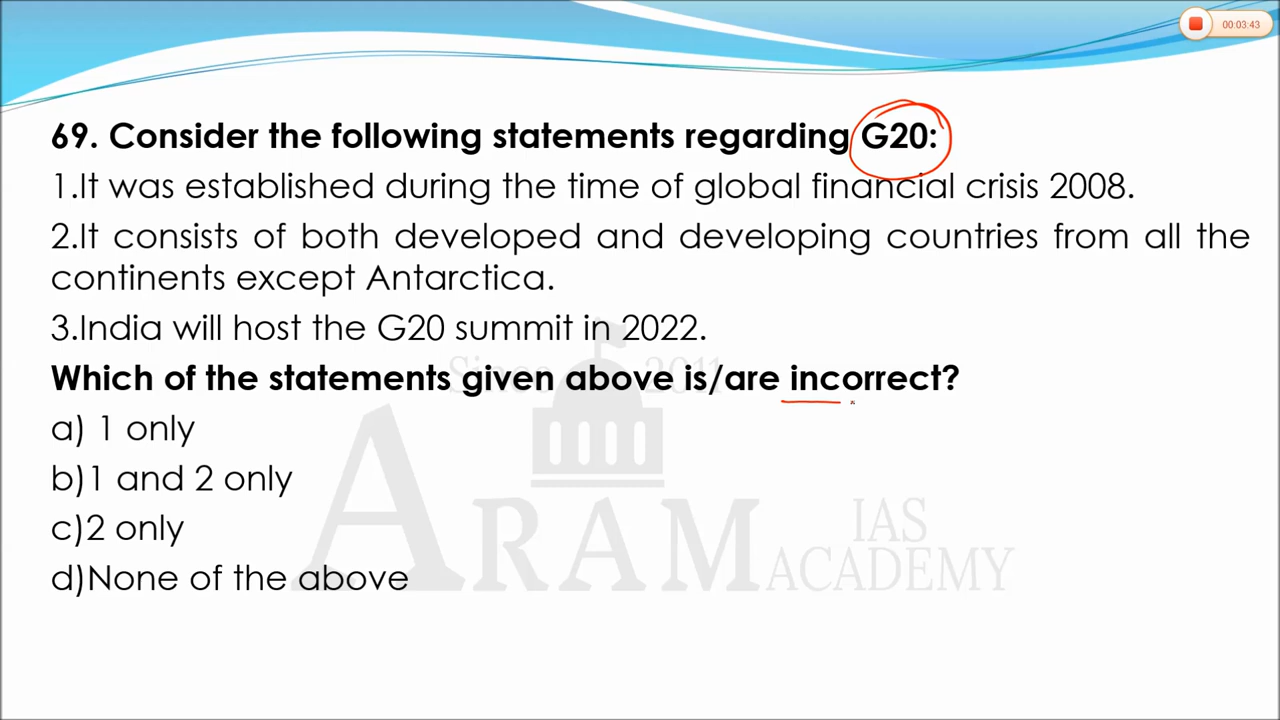 00:03:43
69. Consider the following statements regarding G20:
1.It was established during the time of global financial crisis 2008.
2.It consists of both developed and developing countries from all the
continents except Antarctica.
3.India will host the G20 summit in 2022.
Which of the statements given above is/are incorrect?
a) 1 only
b)1 and 2 only
c)2 only
d)None of the above
Since 2011
ARAM
IAS
ACADEMY